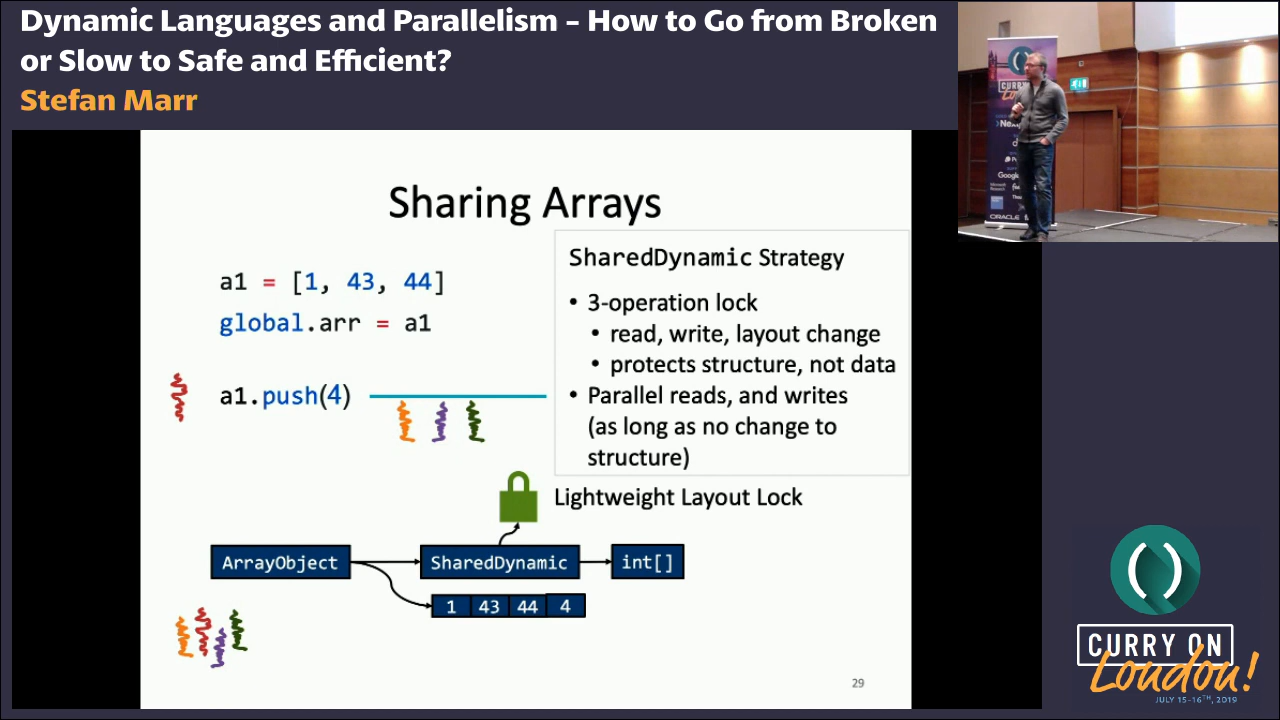 Dynamic Languages and Parallelism – How to Go from Broken
or Slow to Safe and Efficient?
Stefan Marr
CURRY
Google
ORACLE
Sharing Arrays
a1 = [1, 43, 44]
global.arr = a1
a1.push(4)
SharedDynamic Strategy
• 3-operation lock
• read, write, layout change
• protects structure, not data
• Parallel reads, and writes
(as long as no change to
structure)
Lightweight Layout Lock
ArrayObject
SharedDynamic
int[]
1 43 44 4
29
CURRY ON
London!
JULY 15-16TH, 2019